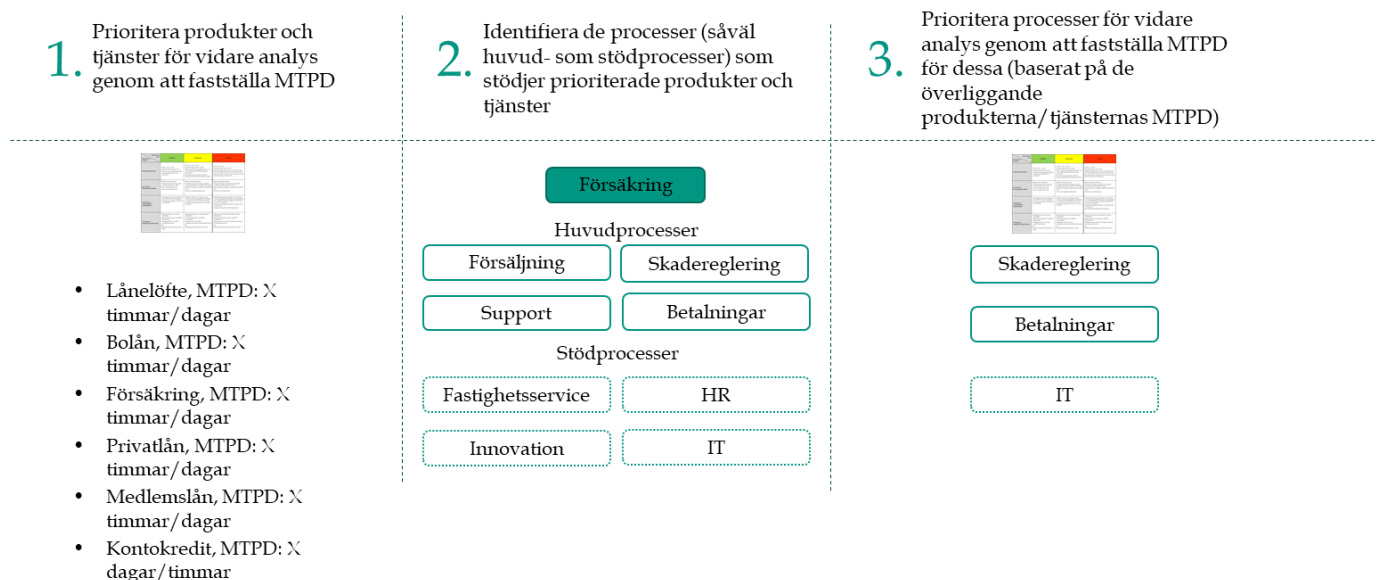 1.
Prioritera produkter och
tjänster för vidare analys
genom att fastställa MTPD
2.
Identifiera de processer (såväl
huvud- som stödprocesser) som
stödjer prioriterade produkter och
tjänster
3.
Prioritera processer för vidare
analys genom att fastställa MTPD
för dessa (baserat på de
överliggande
produkterna/tjänsternas MTPD)
• Lånelöfte, MTPD: X
timmar/dagar
• Bolån, MTPD: X
timmar/dagar
• Försäkring, MTPD: X
timmar/dagar
• Privatlån, MTPD: X
timmar/dagar
• Medlemslån, MTPD: X
timmar/dagar
• Kontokredit, MTPD: X
dagar/timmar
Försäkring
Huvudprocesser
Försäljning
Skadereglering
Support
Betalningar
Stödprocesser
Fastighetsservice
HR
Innovation
IT
Skadereglering
Betalningar
IT